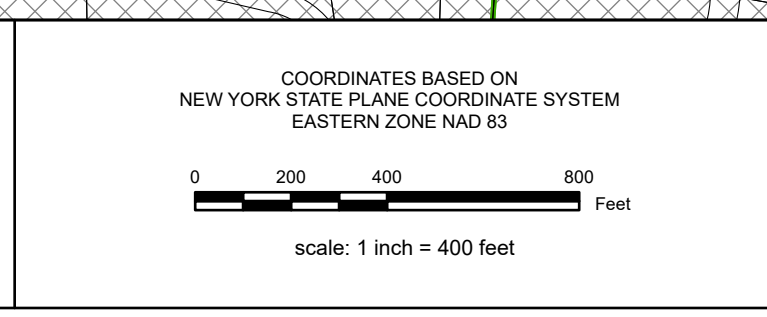 COORDINATES BASED ON
NEW YORK STATE PLANE COORDINATE SYSTEM
EASTERN ZONE NAD 83
0 200 400 800
Feet
scale: 1 inch = 400 feet